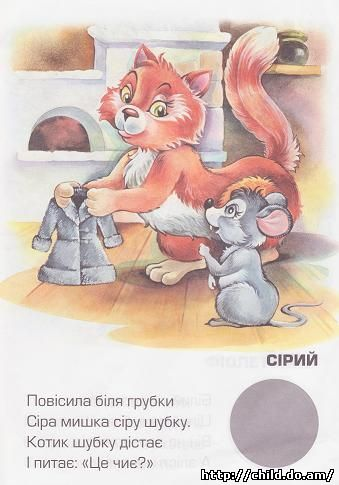 СІРИЙ
Повісила біля грубки
Сіра мишка сіру шубку.
Котик шубку дістає
І питає: «Це чиє?»
http://child.do.am/